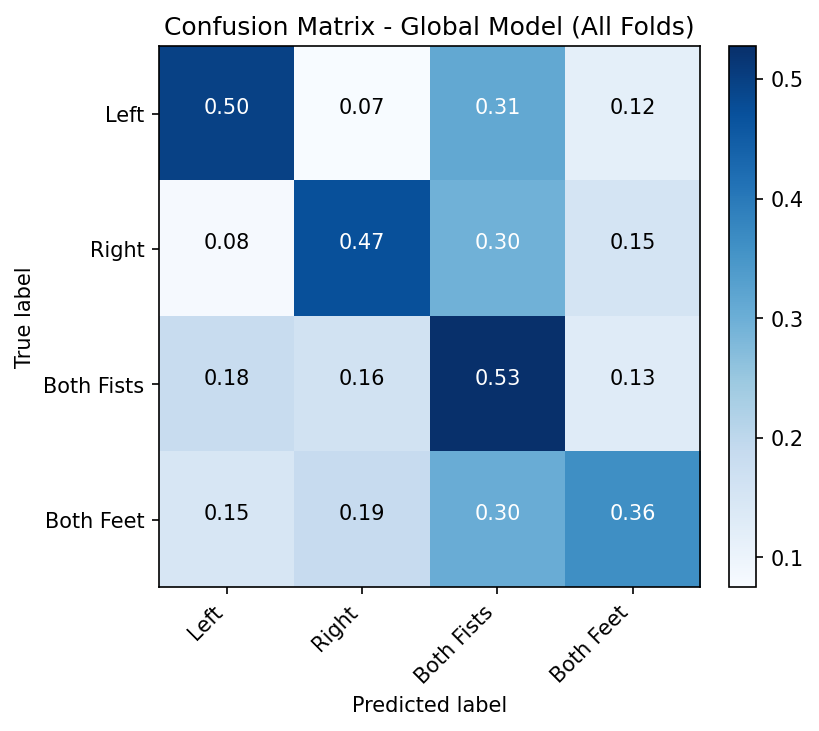 Confusion Matrix - Global Model (All Folds)
True label
Left
0.50 0.07 0.31 0.12
Right
0.08 0.47 0.30 0.15
Both Fists
0.18 0.16 0.53 0.13
Both Feet
0.15 0.19 0.30 0.36
Left
Right
Both Fists
Both Feet
Predicted label
0.5
0.4
0.3
0.2
0.1